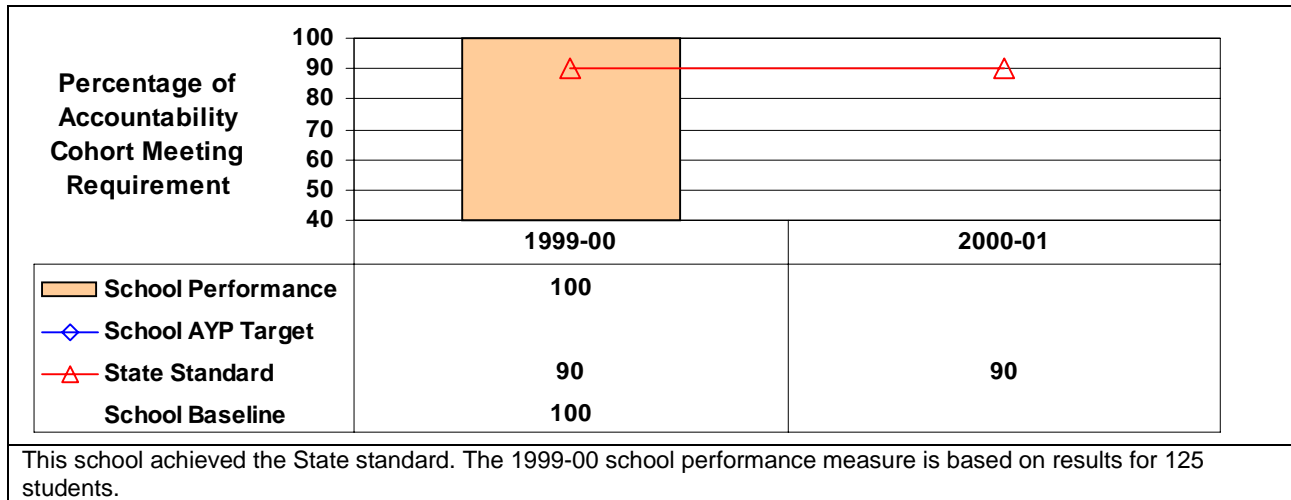 Percentage of
Accountability
Cohort Meeting
Requirement
100
90
80
70
60
50
40
1999-00 2000-01
School Performance 100
School AYP Target
State Standard 90 90
School Baseline 100
This school achieved the State standard. The 1999-00 school performance measure is based on results for 125
students.